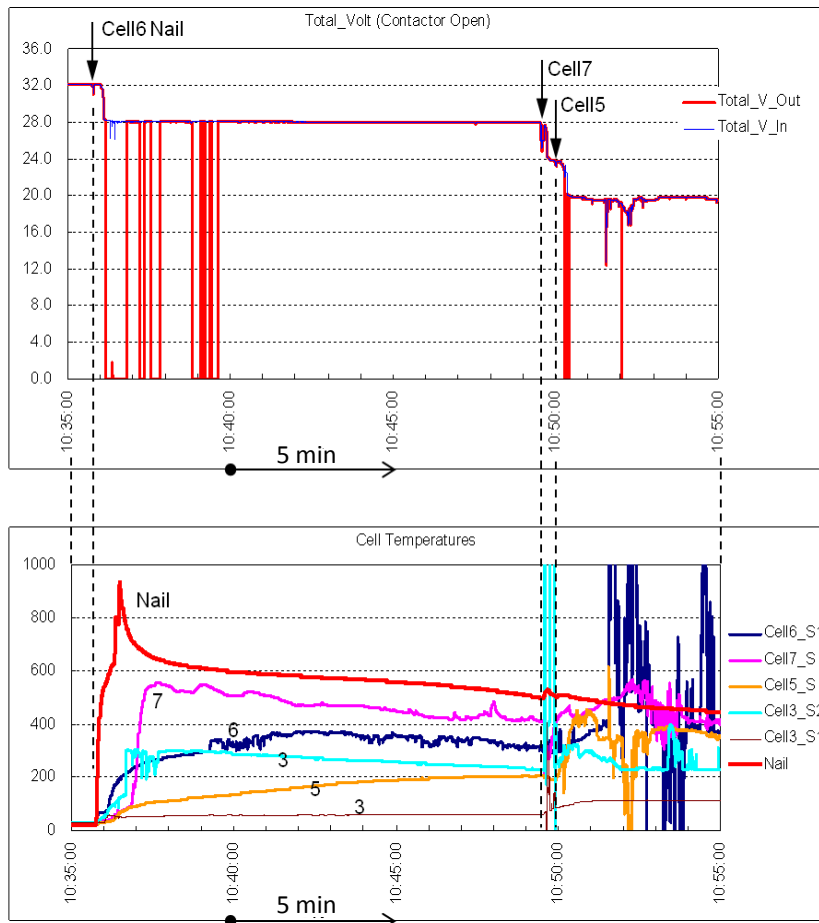 Total_Volt (Contactor Open)
Cell6 Nail
Cell7
Cell5
Total_V_Out
Total_V_In
36.0
32.0
28.0
24.0
20.0
16.0
12.0
8.0
4.0
0.0
10:35:00
10:40:00
10:45:00
10:50:00
10:55:00
5 min
Cell Temperatures
1000
800
600
400
200
0
Nail
7
6
3
5
3
Cell6_S1
Cell7_S
Cell5_S
Cell3_S2
Cell3_S1
Nail
10:35:00
10:40:00
10:45:00
10:50:00
10:55:00
5 min